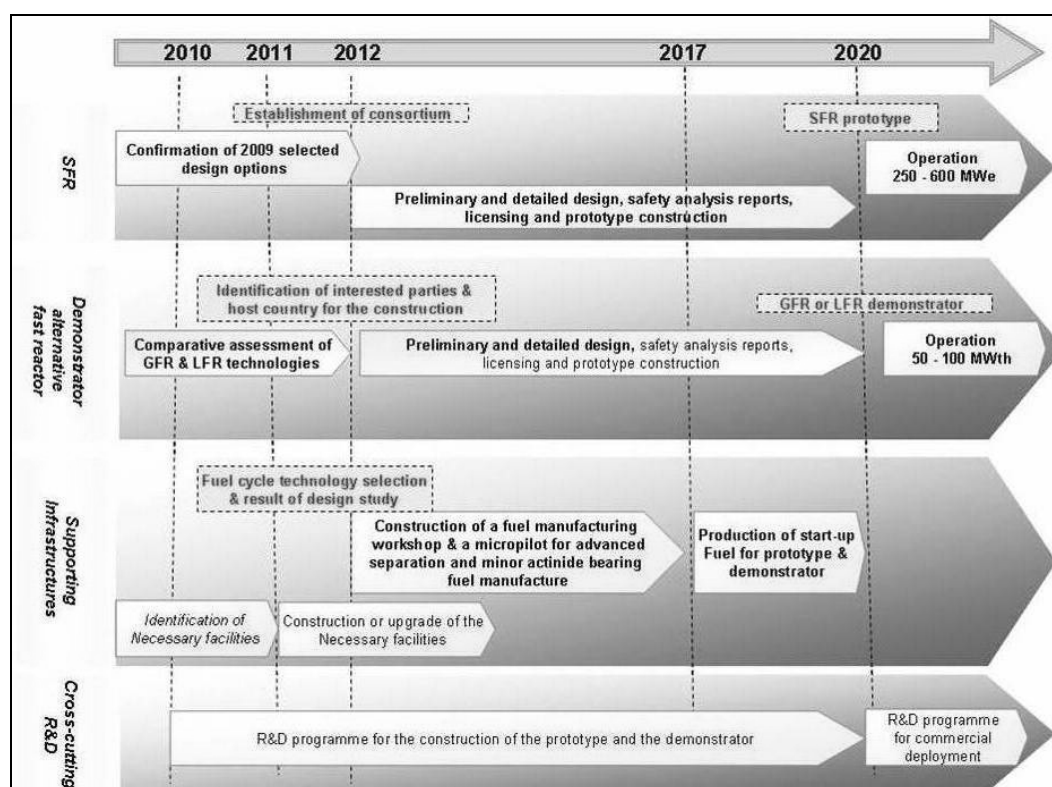 2010 2011 2012 2017 2020
SFR
Establishment of consortium
SFR prototype
Confirmation of 2009 selected
design options
Operation
250 - 600 MWe
Preliminary and detailed design, safety analysis reports,
licensing and prototype construction
Demonstrator
alternative
fast reactor
Identification of interested parties &
host country for the construction
GFR or LFR demonstrator
Comparative assessment of
GFR & LFR technologies
Preliminary and detailed design, safety analysis reports,
licensing and prototype construction
Operation
50 - 100 MWth
Supporting
Infrastructures
Fuel cycle technology selection
& result of design study
Construction of a fuel manufacturing
workshop & a micropilot for advanced
separation and minor actinide bearing
fuel manufacture
Production of start-up
Fuel for prototype &
demonstrator
Identification of
Necessary facilities
Construction or upgrade of the
Necessary facilities
Cross-cutting
R&D
R&D programme for the construction of the prototype and the demonstrator
R&D programme
for commercial
deployment